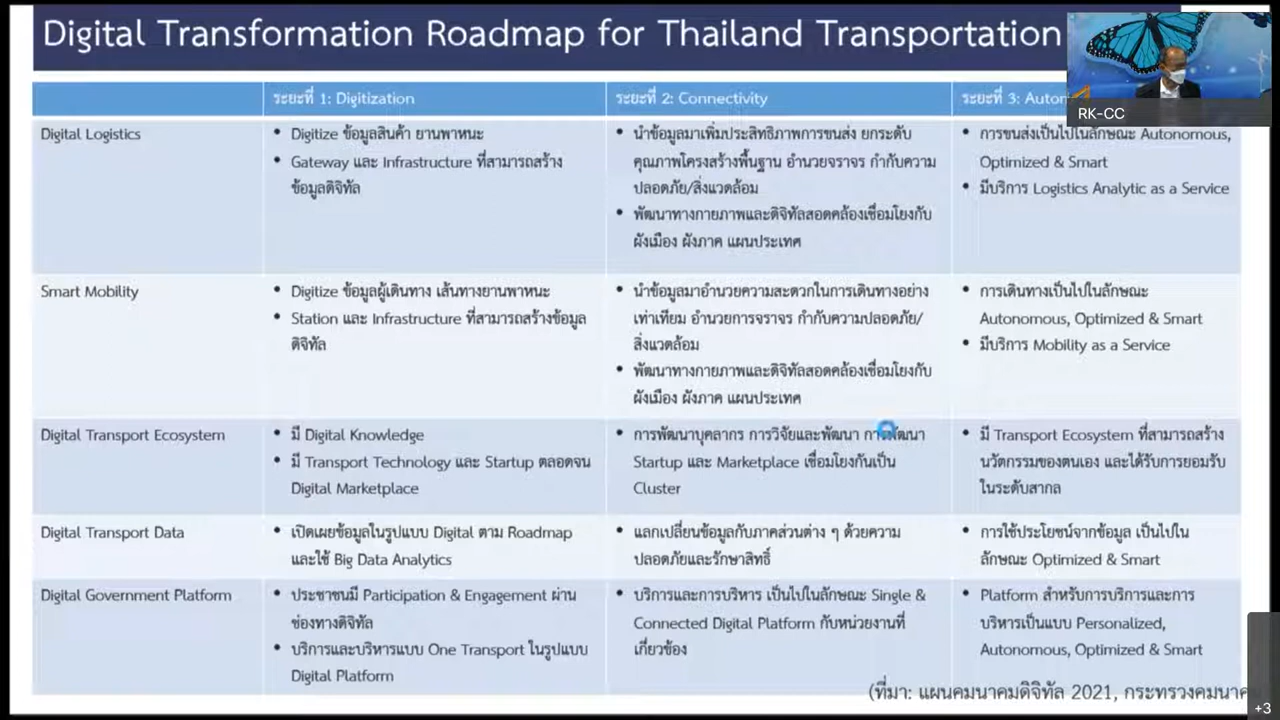 Digital Transformation Roadmap for Thailand Transportation
RK-CC
ระยะที่ 1: Digitization
ระยะที่ 2: Connectivity
ระยะที่ 3:
Digital Logistics
• Digitize ข้อมูลสินค้า ยานพาหนะ
• Gateway และ Infrastructure ที่สามารถสร้าง
ข้อมูลดิจิทัล
• นำข้อมูลมาเพิ่มประสิทธิภาพการขนส่ง ยกระดับ
คุณภาพโครงสร้างพื้นฐาน อำนวยจราจร กำกับความ
ปลอดภัย/สิ่งแวดล้อม
• พัฒนาทางกายภาพและดิจิทัลสอดคล้องเชื่อมโยงกับ
ผังเมือง ผังภาค แผนประเทศ
• การขนส่งเป็นไปในลักษณะ Autonomous,
Optimized & Smart
• มีบริการ Logistics Analytic as a Service
Smart Mobility
• Digitize ข้อมูลผู้เดินทาง เส้นทางยานพาหนะ
• Station และ Infrastructure ที่สามารถสร้างข้อมูล
ดิจิทัล
• นำข้อมูลมาอำนวยความสะดวกในการเดินทางอย่าง
เท่าเทียม อำนวยการจราจร กำกับความปลอดภัย/
สิ่งแวดล้อม
• พัฒนาทางกายภาพและดิจิทัลสอดคล้องเชื่อมโยงกับ
ผังเมือง ผังภาค แผนประเทศ
• การเดินทางเป็นไปในลักษณะ
Autonomous, Optimized & Smart
• มีบริการ Mobility as a Service
Digital Transport Ecosystem
• มี Digital Knowledge
• มี Transport Technology และ Startup ตลอดจน
Digital Marketplace
• การพัฒนาบุคลากร การวิจัยและพัฒนา การพัฒนา
Startup และ Marketplace เชื่อมโยงกันเป็น
Cluster
• มี Transport Ecosystem ที่สามารถสร้าง
นวัตกรรมของตนเอง และได้รับการยอมรับ
ในระดับสากล
Digital Transport Data
• เปิดเผยข้อมูลในรูปแบบ Digital ตาม Roadmap
และใช้ Big Data Analytics
• แลกเปลี่ยนข้อมูลกับภาคส่วนต่าง ๆ ด้วยความ
ปลอดภัยและรักษาสิทธิ์
• การใช้ประโยชน์จากข้อมูล เป็นไปใน
ลักษณะ Optimized & Smart
Digital Government Platform
• ประชาชนมี Participation & Engagement ผ่าน
ช่องทางดิจิทัล
• บริการและบริหารแบบ One Transport ในรูปแบบ
Digital Platform
• บริการและการบริหาร เป็นไปในลักษณะ Single &
Connected Digital Platform กับหน่วยงานที่
เกี่ยวข้อง
• Platform สำหรับการบริการและการ
บริหารเป็นแบบ Personalized,
Autonomous, Optimized & Smart
(ที่มา: แผนคมนาคมดิจิทัล 2021, กระทรวงคมนาคม
+3